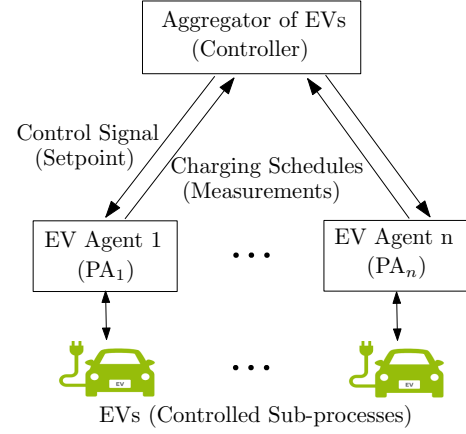 Aggregator of EVs
(Controller)
Control Signal
(Setpoint)
Charging Schedules
(Measurements)
EV Agent 1
(PA₁)
...
EV Agent n
(PAₙ)
EV
...
EV
EVs (Controlled Sub-processes)